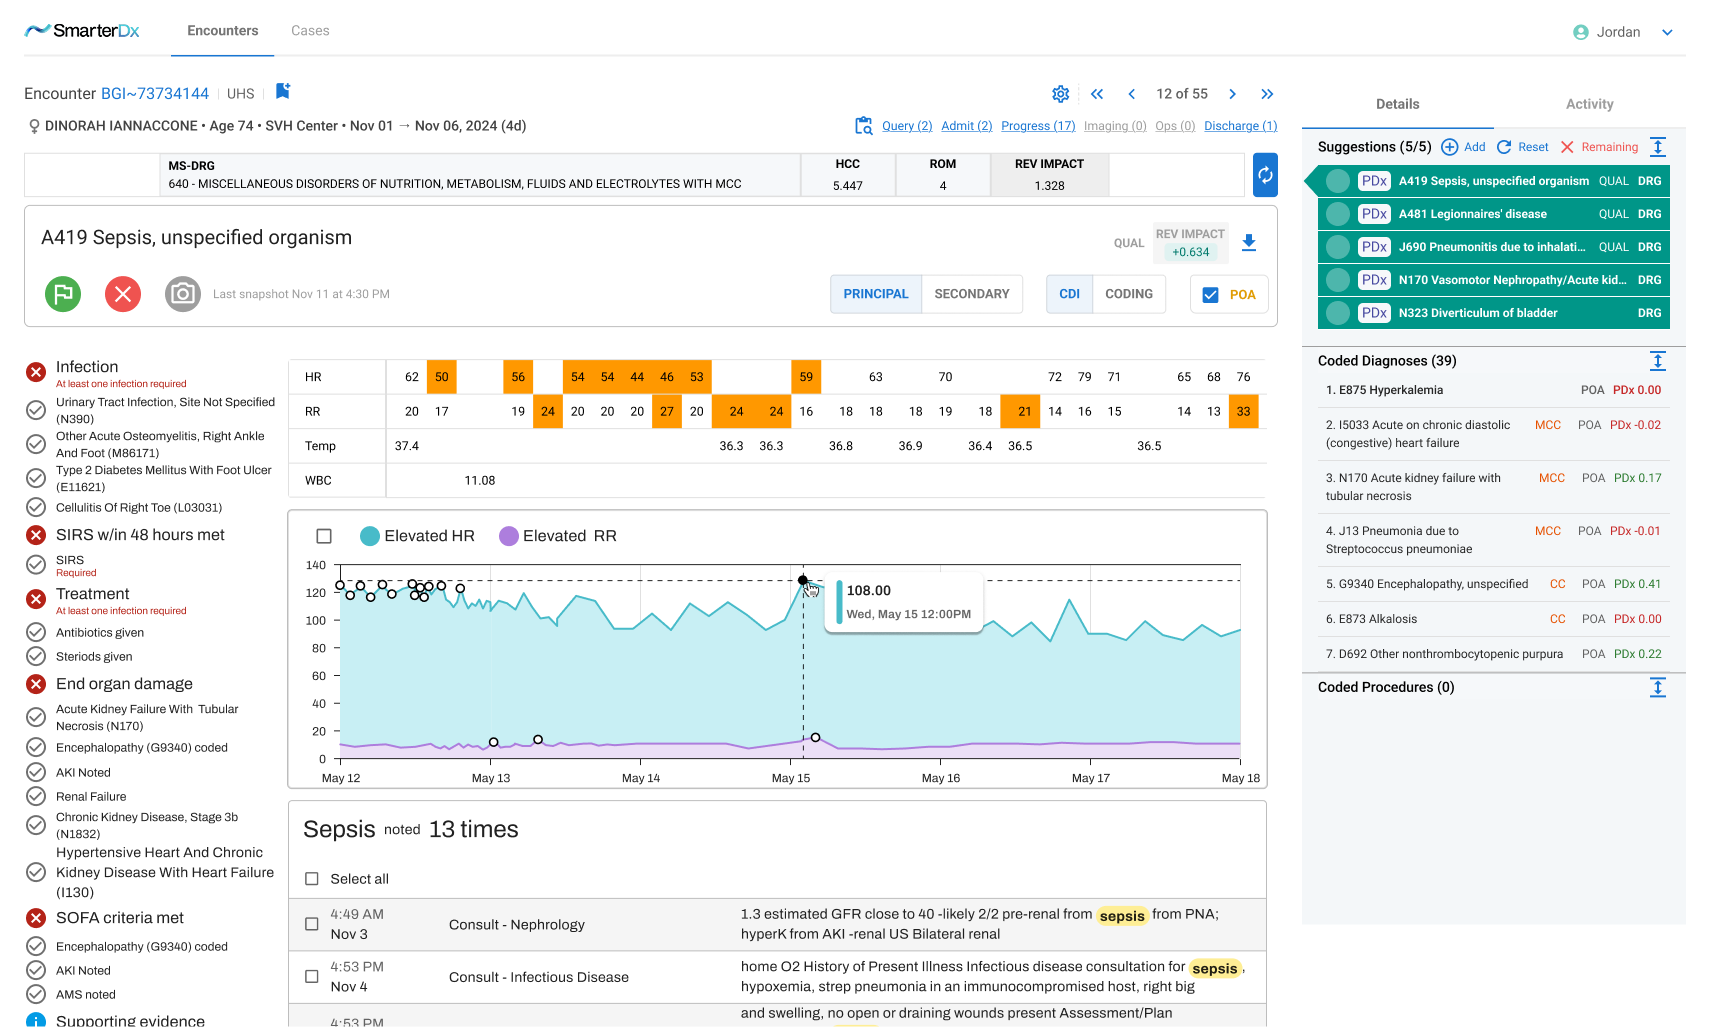 SmarterDx
Encounters
Cases
Jordan
Encounter BGI~73734144 UHS
12 of 55
DINORAH IANNACCONE • Age 74 • SVH Center • Nov 01 → Nov 06, 2024 (4d)
Query (2) Admit (2) Progress (17) Imaging (0) Ops (0) Discharge (1)
MS-DRG
640 - MISCELLANEOUS DISORDERS OF NUTRITION, METABOLISM, FLUIDS AND ELECTROLYTES WITH MCC
HCC
5.447
ROM
4
REV IMPACT
1.328
A419 Sepsis, unspecified organism
QUAL
REV IMPACT
+0.634
Last snapshot Nov 11 at 4:30 PM
PRINCIPAL SECONDARY
CDI CODING
POA
Infection
At least one infection required
Urinary Tract Infection, Site Not Specified
(N390)
Other Acute Osteomyelitis, Right Ankle
And Foot (M86171)
Type 2 Diabetes Mellitus With Foot Ulcer
(E11621)
Cellulitis Of Right Toe (L03031)
SIRS w/in 48 hours met
SIRS
Required
Treatment
At least one infection required
Antibiotics given
Steriods given
End organ damage
Acute Kidney Failure With Tubular
Necrosis (N170)
Encephalopathy (G9340) coded
AKI Noted
Renal Failure
Chronic Kidney Disease, Stage 3b
(N1832)
Hypertensive Heart And Chronic
Kidney Disease With Heart Failure
(I130)
SOFA criteria met
Encephalopathy (G9340) coded
AKI Noted
AMS noted
Supporting evidence
HR 62 50 56 54 54 44 46 53 59 63 70 72 79 71 65 68 76
RR 20 17 19 24 20 20 20 27 20 24 24 16 18 18 18 19 18 21 14 16 15 14 13 33
Temp 37.4 36.3 36.3 36.8 36.9 36.4 36.5 36.5
WBC 11.08
Elevated HR Elevated RR
140
120
100
80
60
40
20
0
108.00
Wed, May 15 12:00PM
May 12 May 13 May 14 May 15 May 16 May 17 May 18
Sepsis noted 13 times
Select all
4:49 AM
Nov 3
Consult - Nephrology
1.3 estimated GFR close to 40 -likely 2/2 pre-renal from sepsis from PNA;
hyperK from AKI -renal US Bilateral renal
4:53 PM
Nov 4
Consult - Infectious Disease
home O2 History of Present Illness Infectious disease consultation for sepsis,
hypoxemia, strep pneumonia in an immunocompromised host, right big
4:53 PM
and swelling, no open or draining wounds present Assessment/Plan
Details
Activity
Suggestions (5/5) Add Reset Remaining
PDx A419 Sepsis, unspecified organism QUAL DRG
PDx A481 Legionnaires' disease QUAL DRG
PDx J690 Pneumonitis due to inhalati... QUAL DRG
PDx N170 Vasomotor Nephropathy/Acute kid... DRG
PDx N323 Diverticulum of bladder DRG
Coded Diagnoses (39)
1. E875 Hyperkalemia POA PDx 0.00
2. I5033 Acute on chronic diastolic MCC POA PDx -0.02
(congestive) heart failure
3. N170 Acute kidney failure with MCC POA PDx 0.17
tubular necrosis
4. J13 Pneumonia due to MCC POA PDx -0.01
Streptococcus pneumoniae
5. G9340 Encephalopathy, unspecified CC POA PDx 0.41
6. E873 Alkalosis CC POA PDx 0.00
7. D692 Other nonthrombocytopenic purpura POA PDx 0.22
Coded Procedures (0)